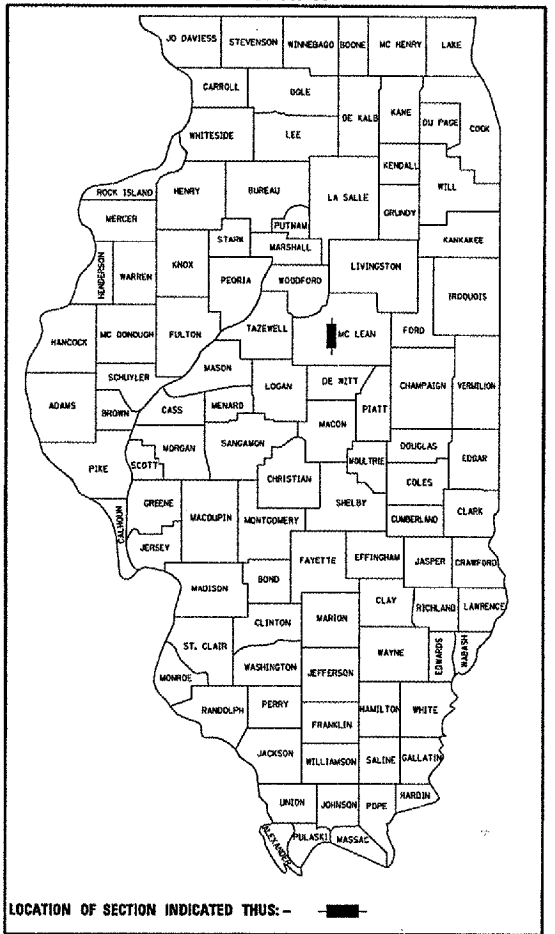 JO DAVIESS STEVENSON WINNEBAGO BOONE MC HENRY LAKE
CARROLL OGLE DE KALB KANE DU PAGE COOK
WHITESIDE LEE
KENDALL
WILL
ROCK ISLAND HENRY BUREAU LA SALLE GRUNDY
MERCER PUTNAM
STARK MARSHALL KANKAKEE
HENDERSON WARREN KNOX PEORIA WOODFORD LIVINGSTON IROQUOIS
HANCOCK MC DONOUGH FULTON TAZEWELL MC LEAN FORD
MASON
SCHUYLER LOGAN DE WITT CHAMPAIGN VERMILION
ADAMS BROWN CASS MENARD MACON PIATT
MORGAN SANGAMON DOUGLAS EDGAR
PIKE SCOTT CHRISTIAN MOULTRIE COLES
GREENE MACOUPIN SHELBY
CALHOUN MONTGOMERY CUMBERLAND CLARK
JERSEY FAYETTE EFFINGHAM JASPER CRAWFORD
MADISON BOND CLAY
RICHLAND LAWRENCE
CLINTON MARION
ST. CLAIR WAYNE EDWARDS WABASH
WASHINGTON JEFFERSON
MONROE
RANDOLPH PERRY HAMILTON WHITE
FRANKLIN
JACKSON WILLIAMSON SALINE GALLATIN
UNION JOHNSON POPE HARDIN
ALEXANDER PULASKI MASSAC
LOCATION OF SECTION INDICATED THUS: -